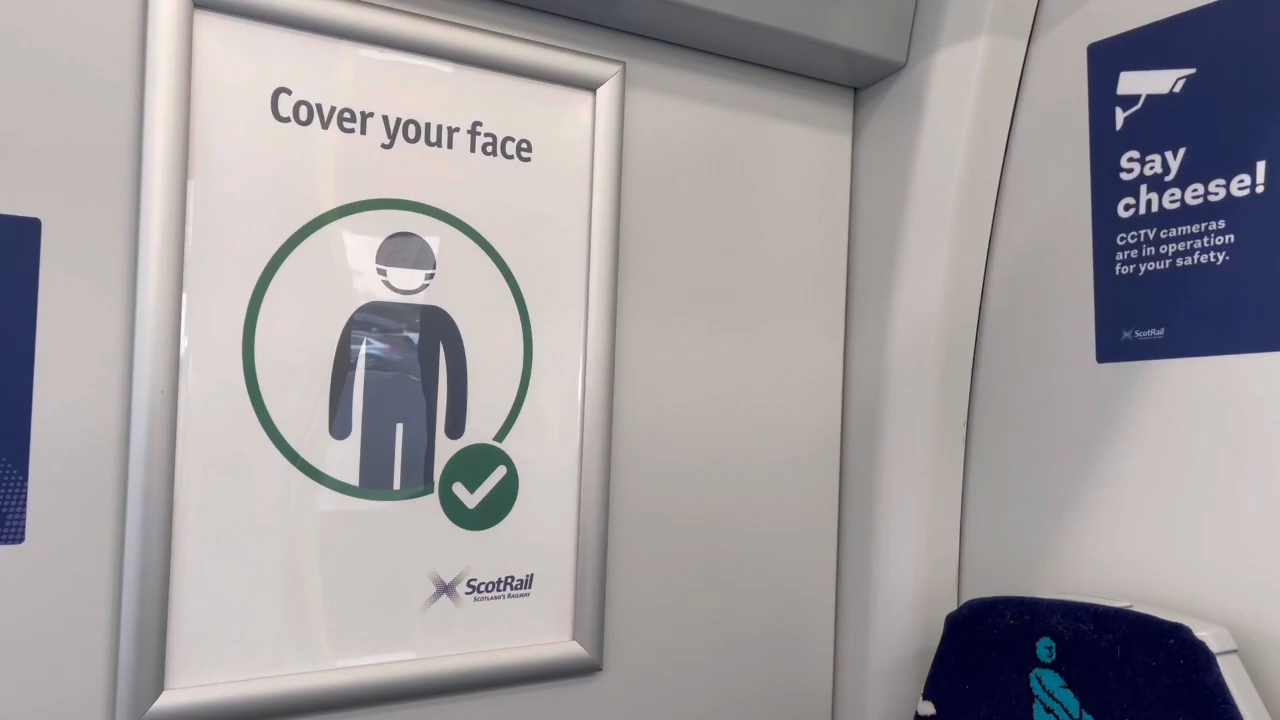 Cover your face
ScotRail
SCOTLAND'S RAILWAY
Say
cheese!
CCTV cameras
are in operation
for your safety.
ScotRail